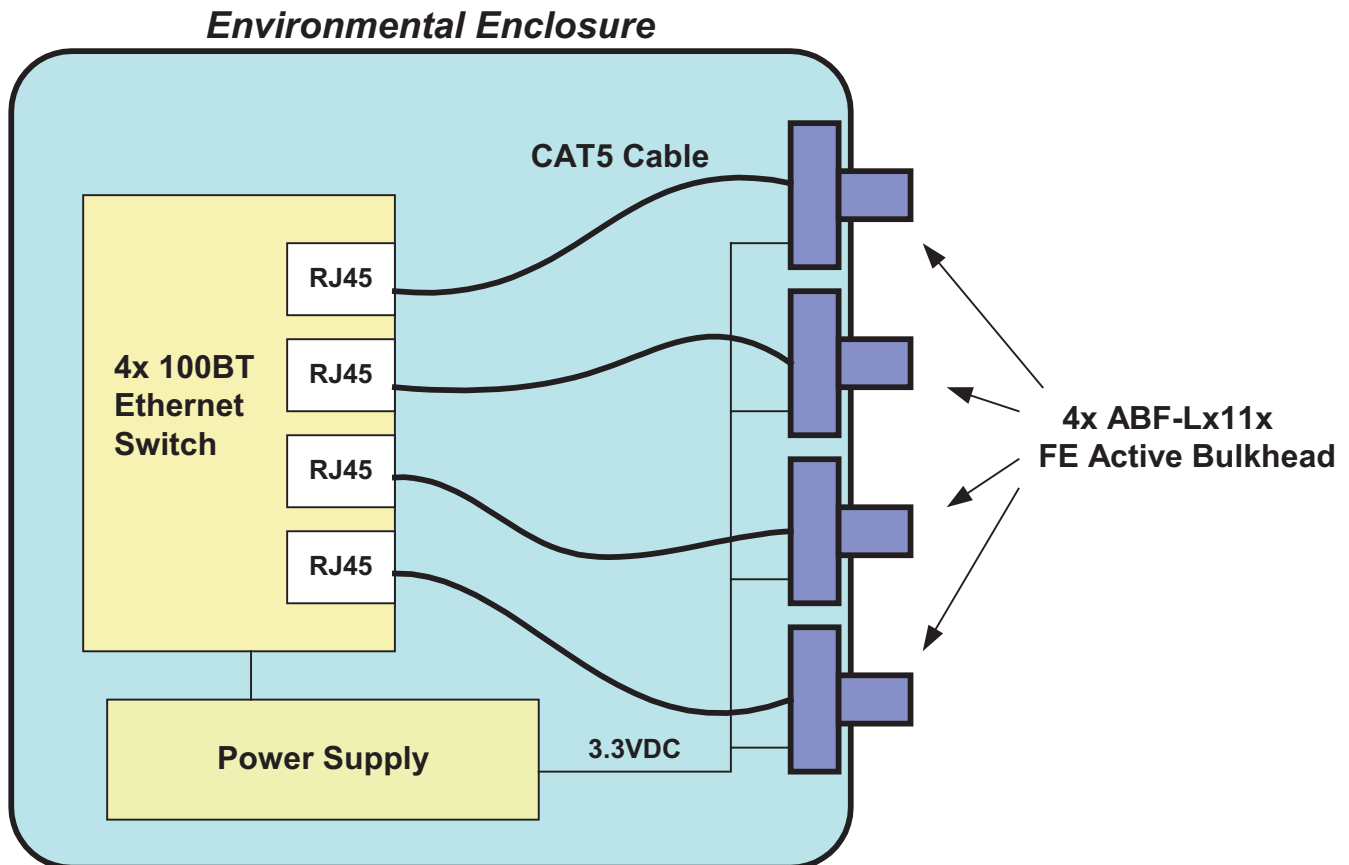 Environmental Enclosure
CAT5 Cable
RJ45
RJ45
RJ45
RJ45
4x 100BT
Ethernet
Switch
4x ABF-Lx11x
FE Active Bulkhead
Power Supply
3.3VDC